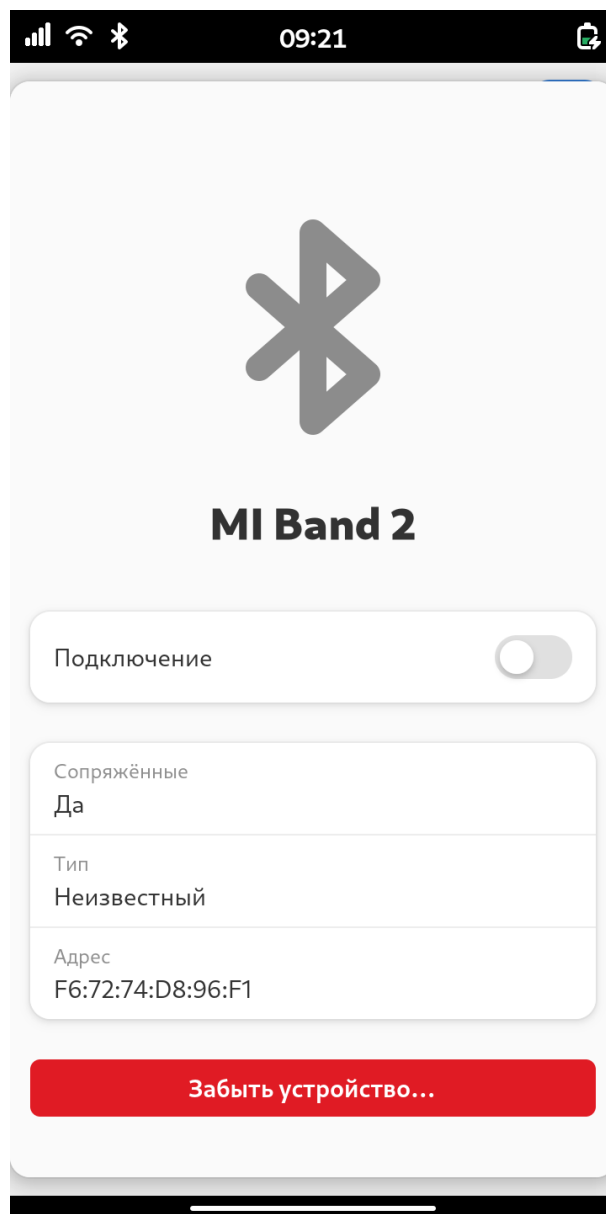 09:21
MI Band 2
Подключение
Сопряжённые
Да
Тип
Неизвестный
Адрес
F6:72:74:D8:96:F1
Забыть устройство...